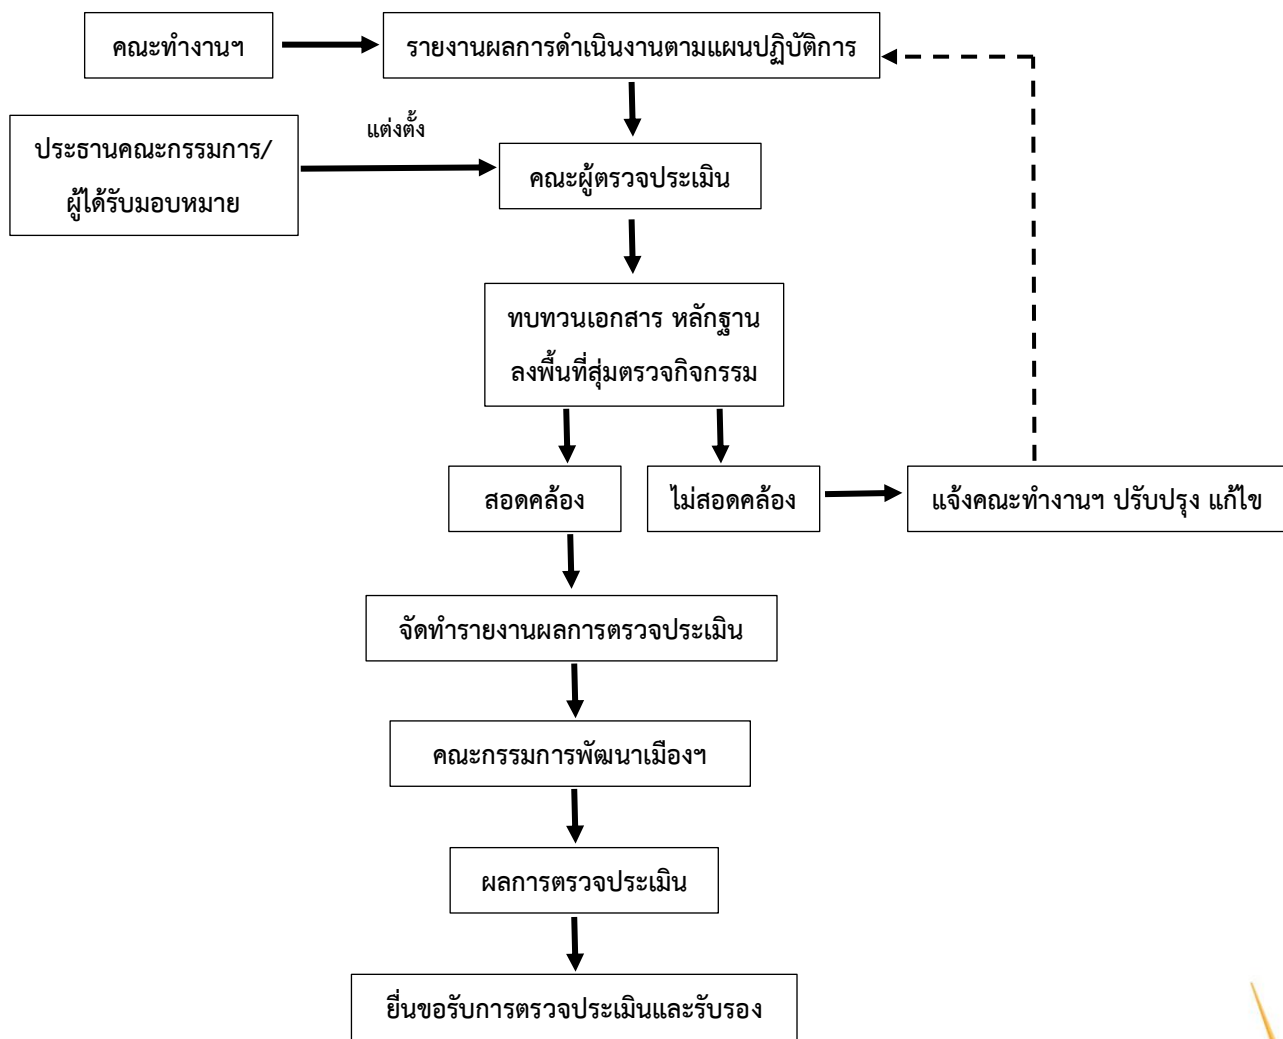 คณะทำงานฯ
รายงานผลการดำเนินงานตามแผนปฏิบัติการ
แต่งตั้ง
ประธานคณะกรรมการ/
ผู้ได้รับมอบหมาย
คณะผู้ตรวจประเมิน
ทบทวนเอกสาร หลักฐาน
ลงพื้นที่สุ่มตรวจกิจกรรม
สอดคล้อง
ไม่สอดคล้อง
แจ้งคณะทำงานฯ ปรับปรุง แก้ไข
จัดทำรายงานผลการตรวจประเมิน
คณะกรรมการพัฒนาเมืองฯ
ผลการตรวจประเมิน
ยื่นขอรับการตรวจประเมินและรับรอง